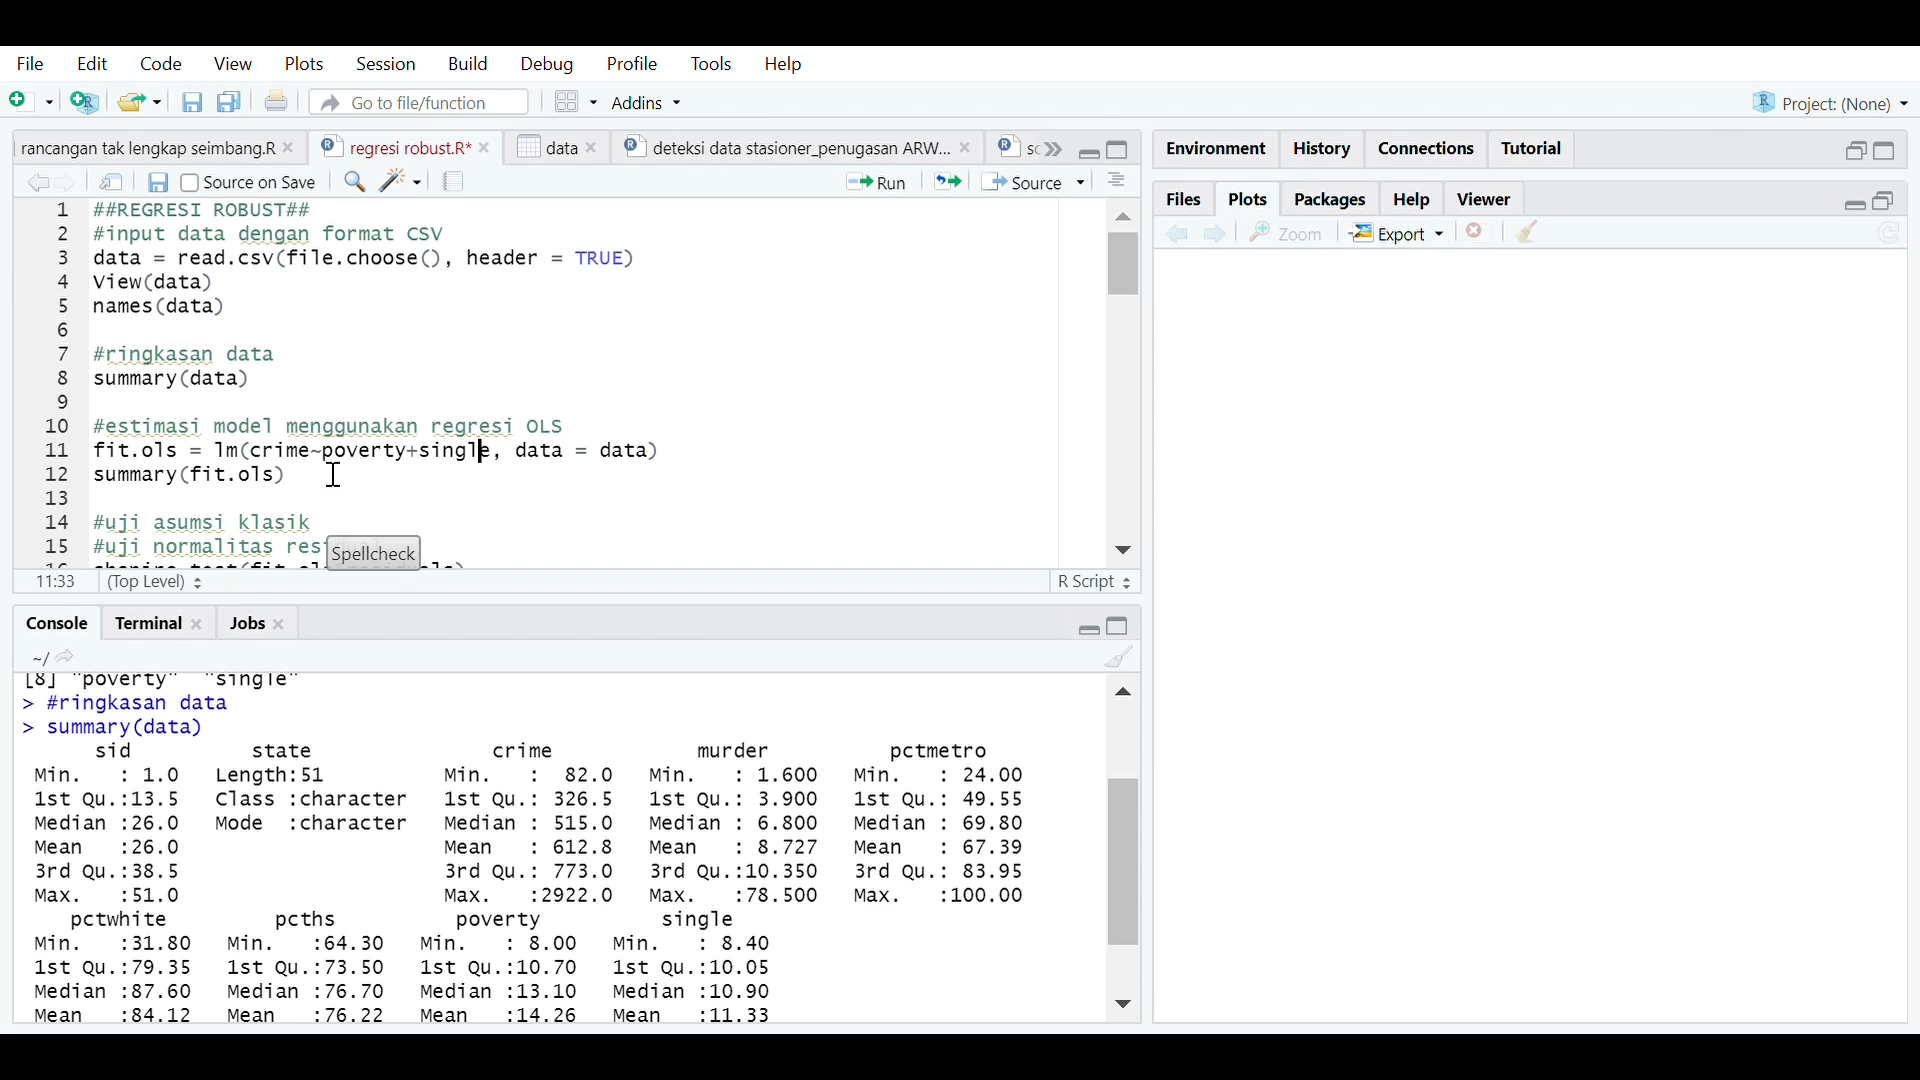 File Edit Code View Plots Session Build Debug Profile Tools Help
Go to file/function Addins Project: (None)
rancangan tak lengkap seimbang.R regresi robust.R* data deteksi data stasioner_penugasan ARW... sc
Source on Save Run Source
1 ##REGRESI ROBUST##
2 #input data dengan format CSV
3 data = read.csv(file.choose(), header = TRUE)
4 View(data)
5 names(data)
6
7 #ringkasan data
8 summary(data)
9
10 #estimasi model menggunakan regresi OLS
11 fit.ols = lm(crime~poverty+single, data = data)
12 summary(fit.ols)
13
14 #uji asumsi klasik
15 #uji normalitas res
Spellcheck
11:33 (Top Level) R Script
Console Terminal Jobs
~/
[8] "poverty" "single"
> #ringkasan data
> summary(data)
sid state crime murder pctmetro
Min. : 1.0 Length:51 Min. : 82.0 Min. : 1.600 Min. : 24.00
1st Qu.:13.5 Class :character 1st Qu.: 326.5 1st Qu.: 3.900 1st Qu.: 49.55
Median :26.0 Mode :character Median : 515.0 Median : 6.800 Median : 69.80
Mean :26.0 Mean : 612.8 Mean : 8.727 Mean : 67.39
3rd Qu.:38.5 3rd Qu.: 773.0 3rd Qu.:10.350 3rd Qu.: 83.95
Max. :51.0 Max. :2922.0 Max. :78.500 Max. :100.00
pctwhite pcths poverty single
Min. :31.80 Min. :64.30 Min. : 8.00 Min. : 8.40
1st Qu.:79.35 1st Qu.:73.50 1st Qu.:10.70 1st Qu.:10.05
Median :87.60 Median :76.70 Median :13.10 Median :10.90
Mean :84.12 Mean :76.22 Mean :14.26 Mean :11.33
Environment History Connections Tutorial
Files Plots Packages Help Viewer
Zoom Export